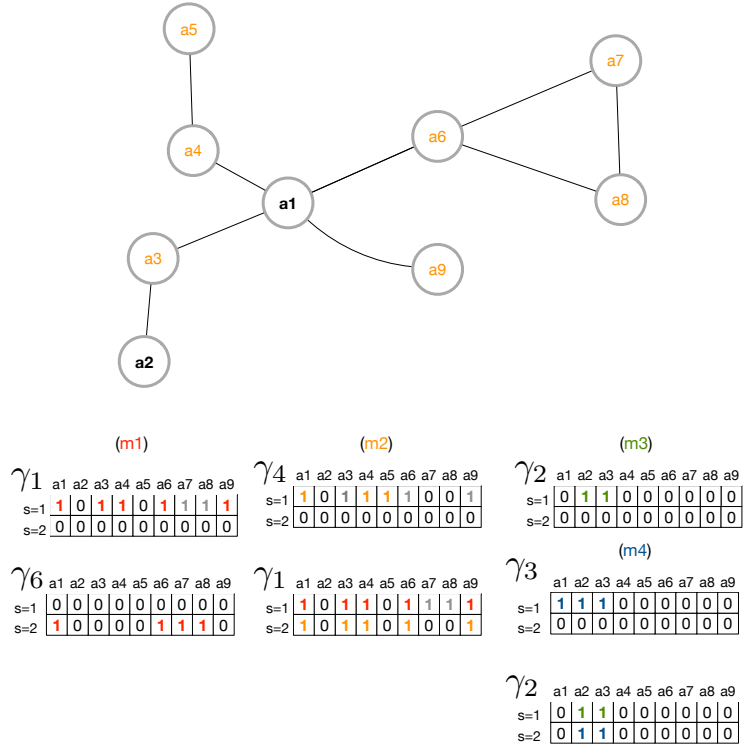 a5
a7
a6
a4
a8
a1
a3
a9
a2
(m1) (m2) (m3)
γ1 a1 a2 a3 a4 a5 a6 a7 a8 a9
s=1 1 0 1 1 0 1 1 1 1
s=2 0 0 0 0 0 0 0 0 0
γ4 a1 a2 a3 a4 a5 a6 a7 a8 a9
s=1 1 0 1 1 1 1 0 0 1
s=2 0 0 0 0 0 0 0 0 0
γ2 a1 a2 a3 a4 a5 a6 a7 a8 a9
s=1 0 1 1 0 0 0 0 0 0
s=2 0 0 0 0 0 0 0 0 0
(m4)
γ6 a1 a2 a3 a4 a5 a6 a7 a8 a9
s=1 0 0 0 0 0 0 0 0 0
s=2 1 0 0 0 0 1 1 1 0
γ1 a1 a2 a3 a4 a5 a6 a7 a8 a9
s=1 1 0 1 1 0 1 1 1 1
s=2 1 0 1 1 0 1 0 0 1
γ3 a1 a2 a3 a4 a5 a6 a7 a8 a9
s=1 1 1 1 0 0 0 0 0 0
s=2 0 0 0 0 0 0 0 0 0
γ2 a1 a2 a3 a4 a5 a6 a7 a8 a9
s=1 0 1 1 0 0 0 0 0 0
s=2 0 1 1 0 0 0 0 0 0